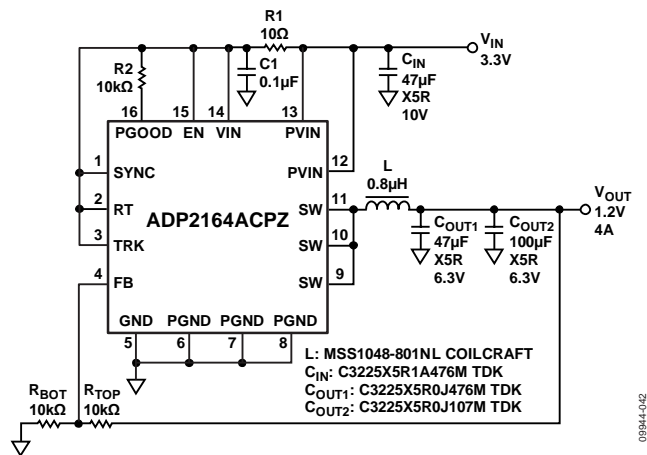 R1
10Ω
VIN
3.3V
R2
10kΩ
C1
0.1µF
CIN
47µF
X5R
10V
16
15
14
13
PGOOD
EN
VIN
PVIN
1
SYNC
PVIN
12
L
0.8µH
2
RT
SW
11
ADP2164ACPZ
VOUT
1.2V
4A
COUT1
47µF
X5R
6.3V
COUT2
100µF
X5R
6.3V
3
TRK
SW
10
4
FB
SW
9
GND
PGND
PGND
PGND
5
6
7
8
L: MSS1048-801NL COILCRAFT
CIN: C3225X5R1A476M TDK
COUT1: C3225X5R0J476M TDK
COUT2: C3225X5R0J107M TDK
RBOT
10kΩ
RTOP
10kΩ
09944-042